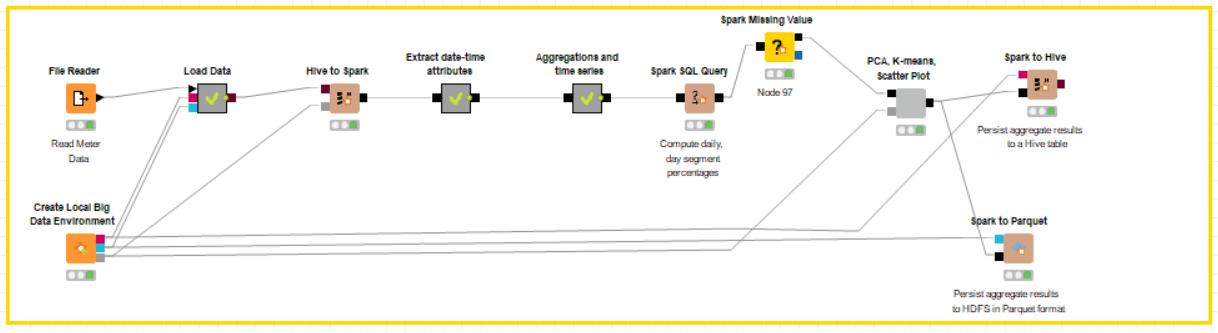 Spark Missing Value
File Reader
Load Data
Hive to Spark
Extract date-time
attributes
Aggregations and
time series
Spark SQL Query
PCA, K-means,
Scatter Plot
Spark to Hive
Node 97
Read Meter
Data
Compute daily,
day segment
percentages
Persist aggregate results
to a Hive table
Create Local Big
Data Environment
Spark to Parquet
Persist aggregate results
to HDFS in Parquet format